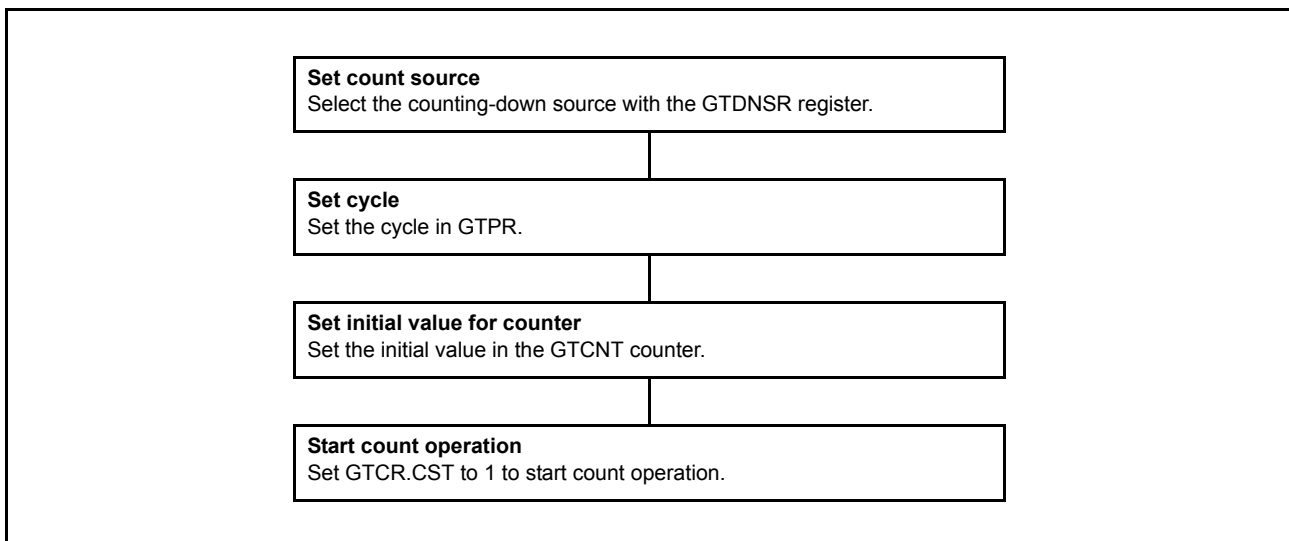 Set count source
Select the counting-down source with the GTDNSR register.
Set cycle
Set the cycle in GTPR.
Set initial value for counter
Set the initial value in the GTCNT counter.
Start count operation
Set GTCR.CST to 1 to start count operation.